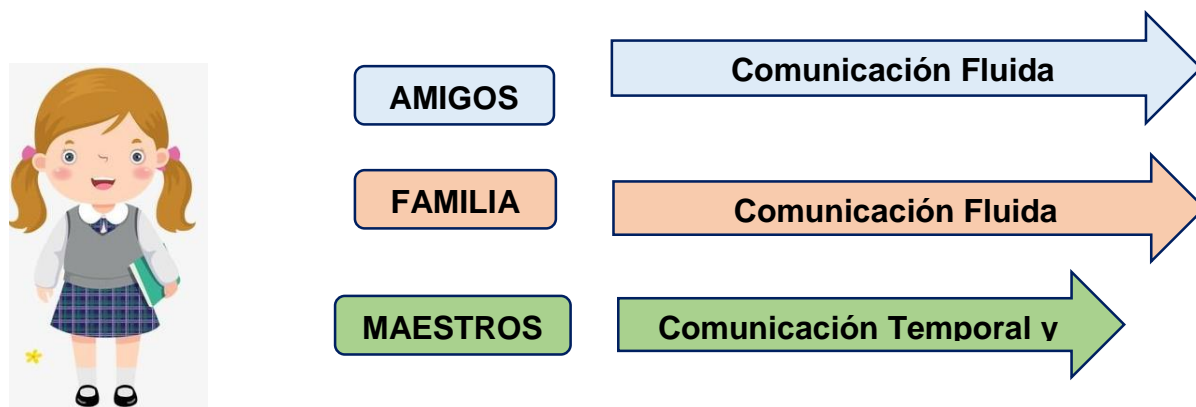 AMIGOS
Comunicación Fluida
FAMILIA
Comunicación Fluida
MAESTROS
Comunicación Temporal y